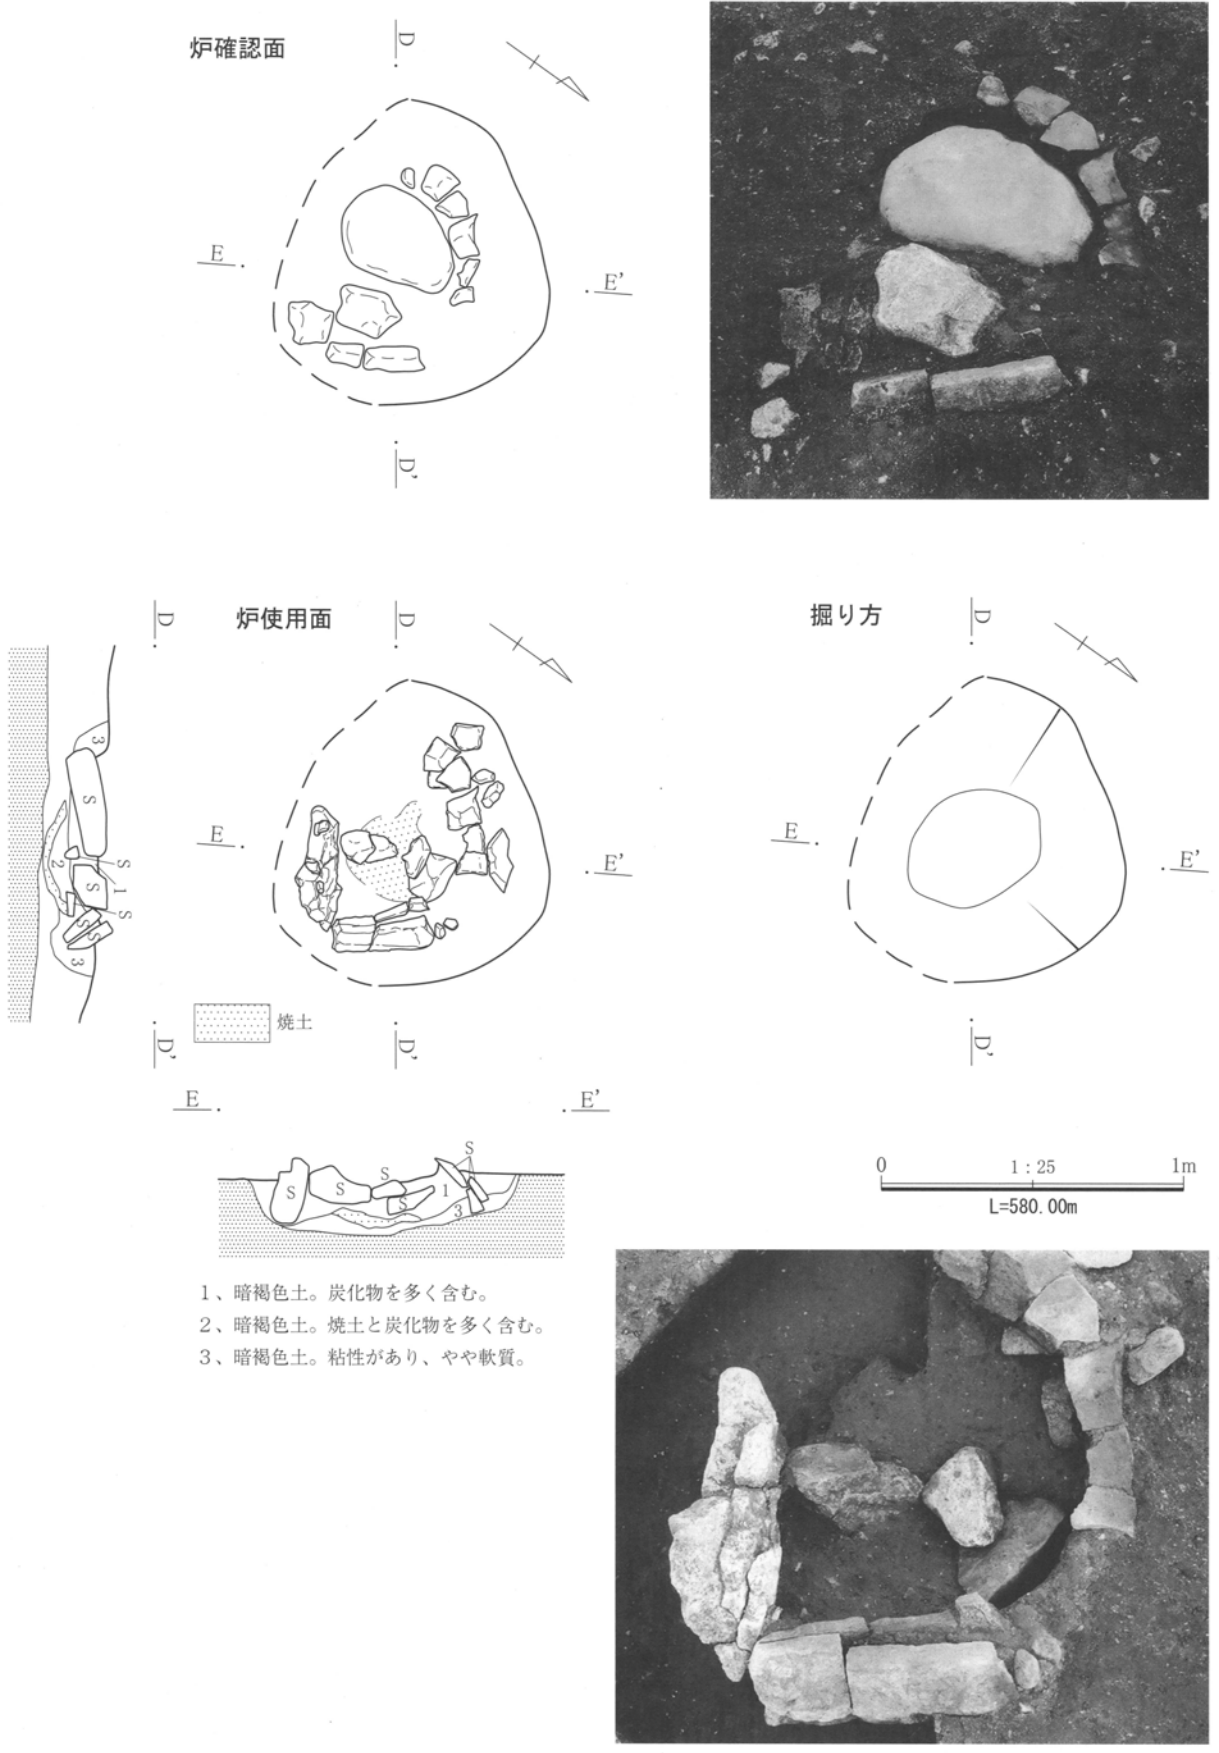 炉確認面
D
E
E'
D'
D
炉使用面
D
掘り方
D
3
S
2
S
1
S
S
S
S
3
E
E'
E
E'
焼土
D'
D'
D'
E
E'
S
S
S
S
S
1
3
0
1:25
1m
L=580.00m
1、暗褐色土。炭化物を多く含む。
2、暗褐色土。焼土と炭化物を多く含む。
3、暗褐色土。粘性があり、やや軟質。